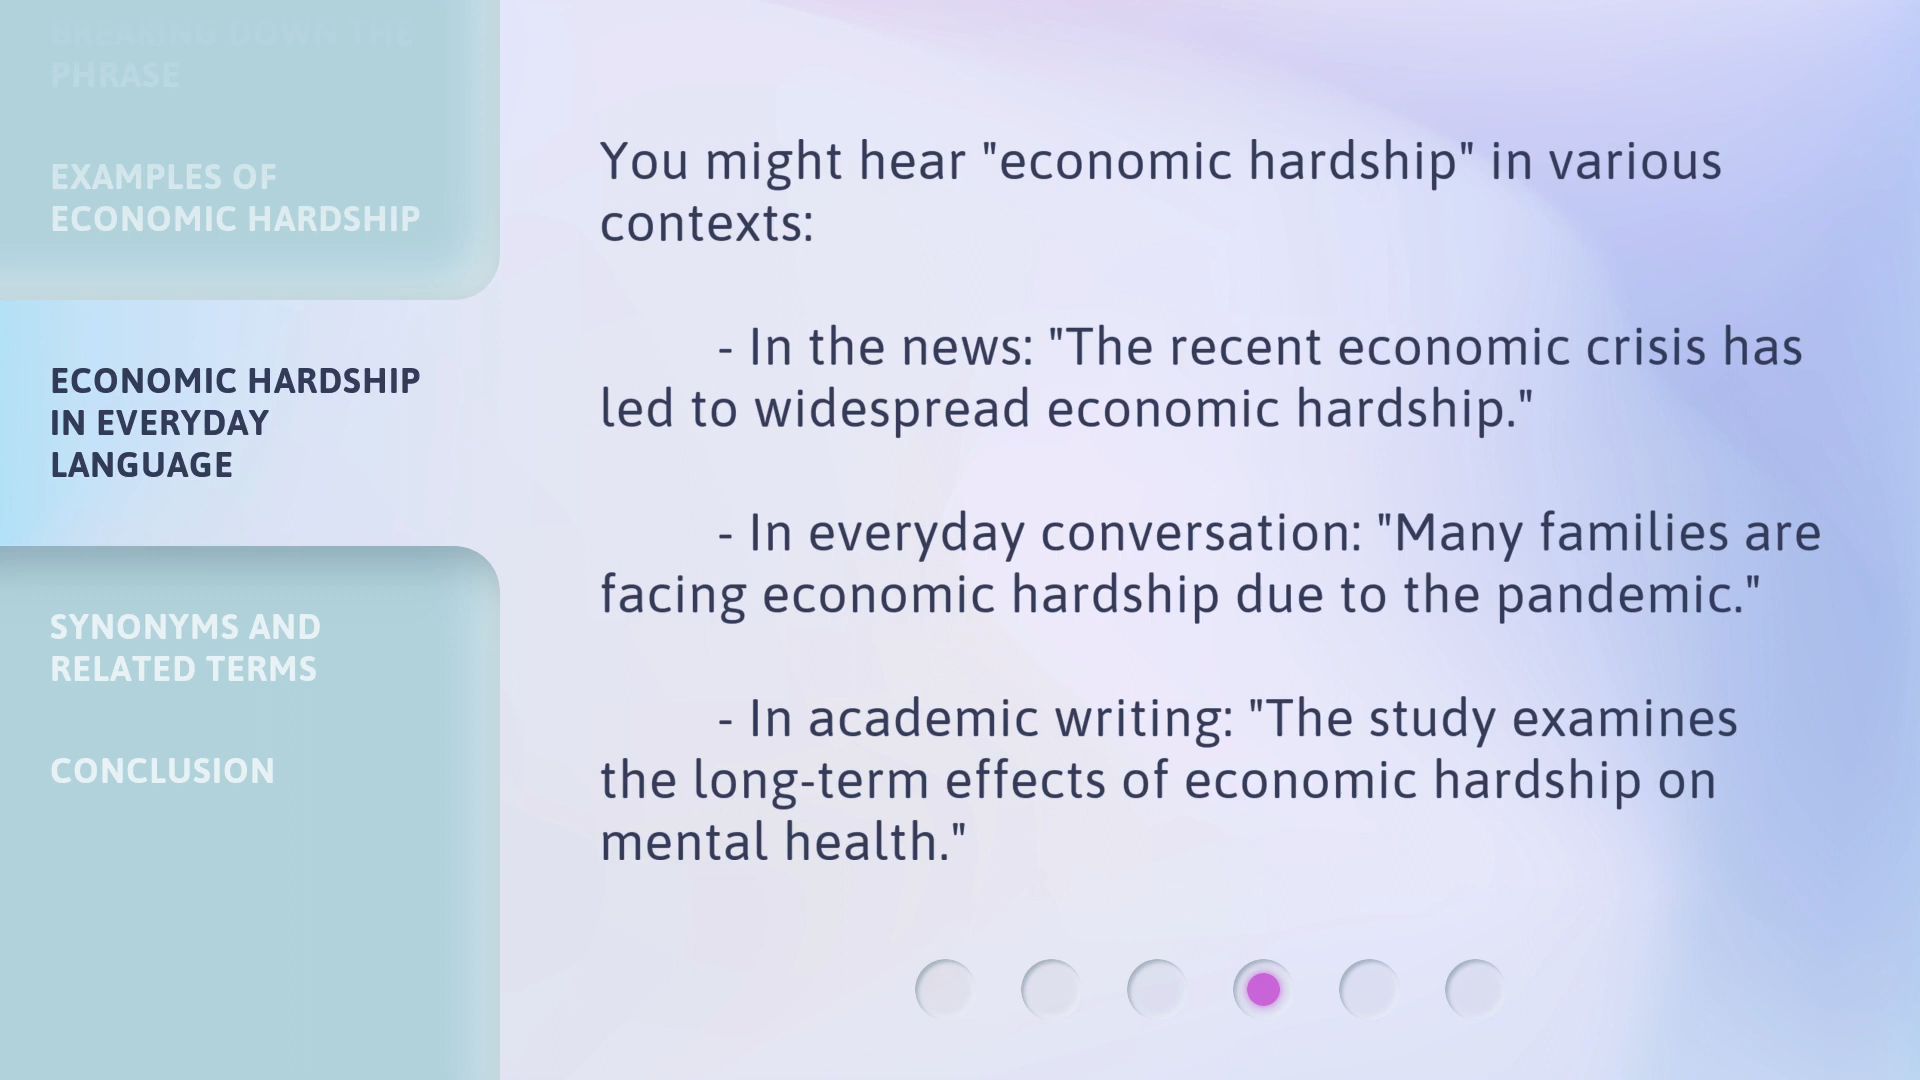 BREAKING DOWN THE
PHRASE
EXAMPLES OF
ECONOMIC HARDSHIP
ECONOMIC HARDSHIP
IN EVERYDAY
LANGUAGE
SYNONYMS AND
RELATED TERMS
CONCLUSION
You might hear "economic hardship" in various
contexts:
- In the news: "The recent economic crisis has
led to widespread economic hardship."
- In everyday conversation: "Many families are
facing economic hardship due to the pandemic."
- In academic writing: "The study examines
the long-term effects of economic hardship on
mental health."